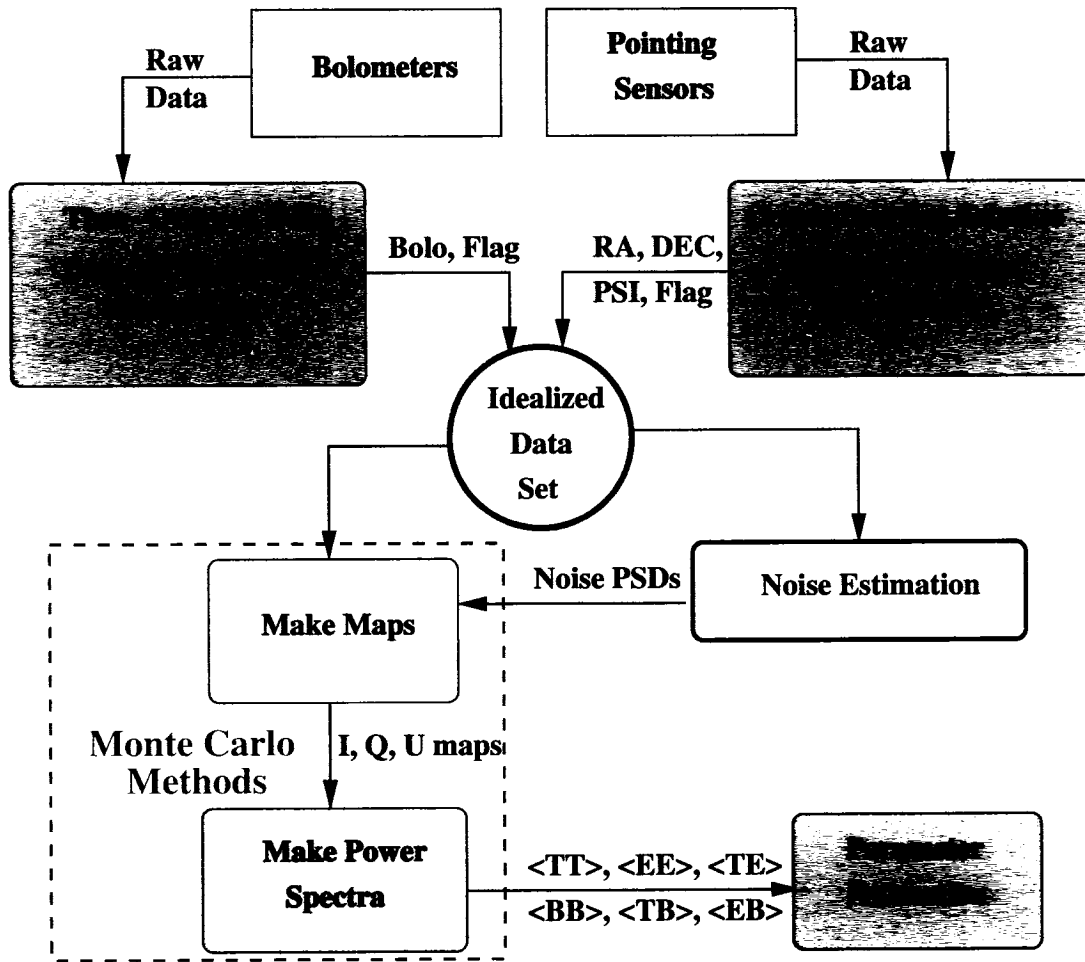 Raw
Data
Bolometers
Pointing
Sensors
Raw
Data
Bolo, Flag
RA, DEC,
PSI, Flag
Idealized
Data
Set
Make Maps
Noise PSDs
Noise Estimation
Monte Carlo
Methods
I, Q, U maps
Make Power
Spectra
<TT>, <EE>, <TE>
<BB>, <TB>, <EB>